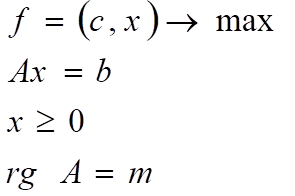 f = (c, x) → max
Ax = b
x ≥ 0
rg A = m